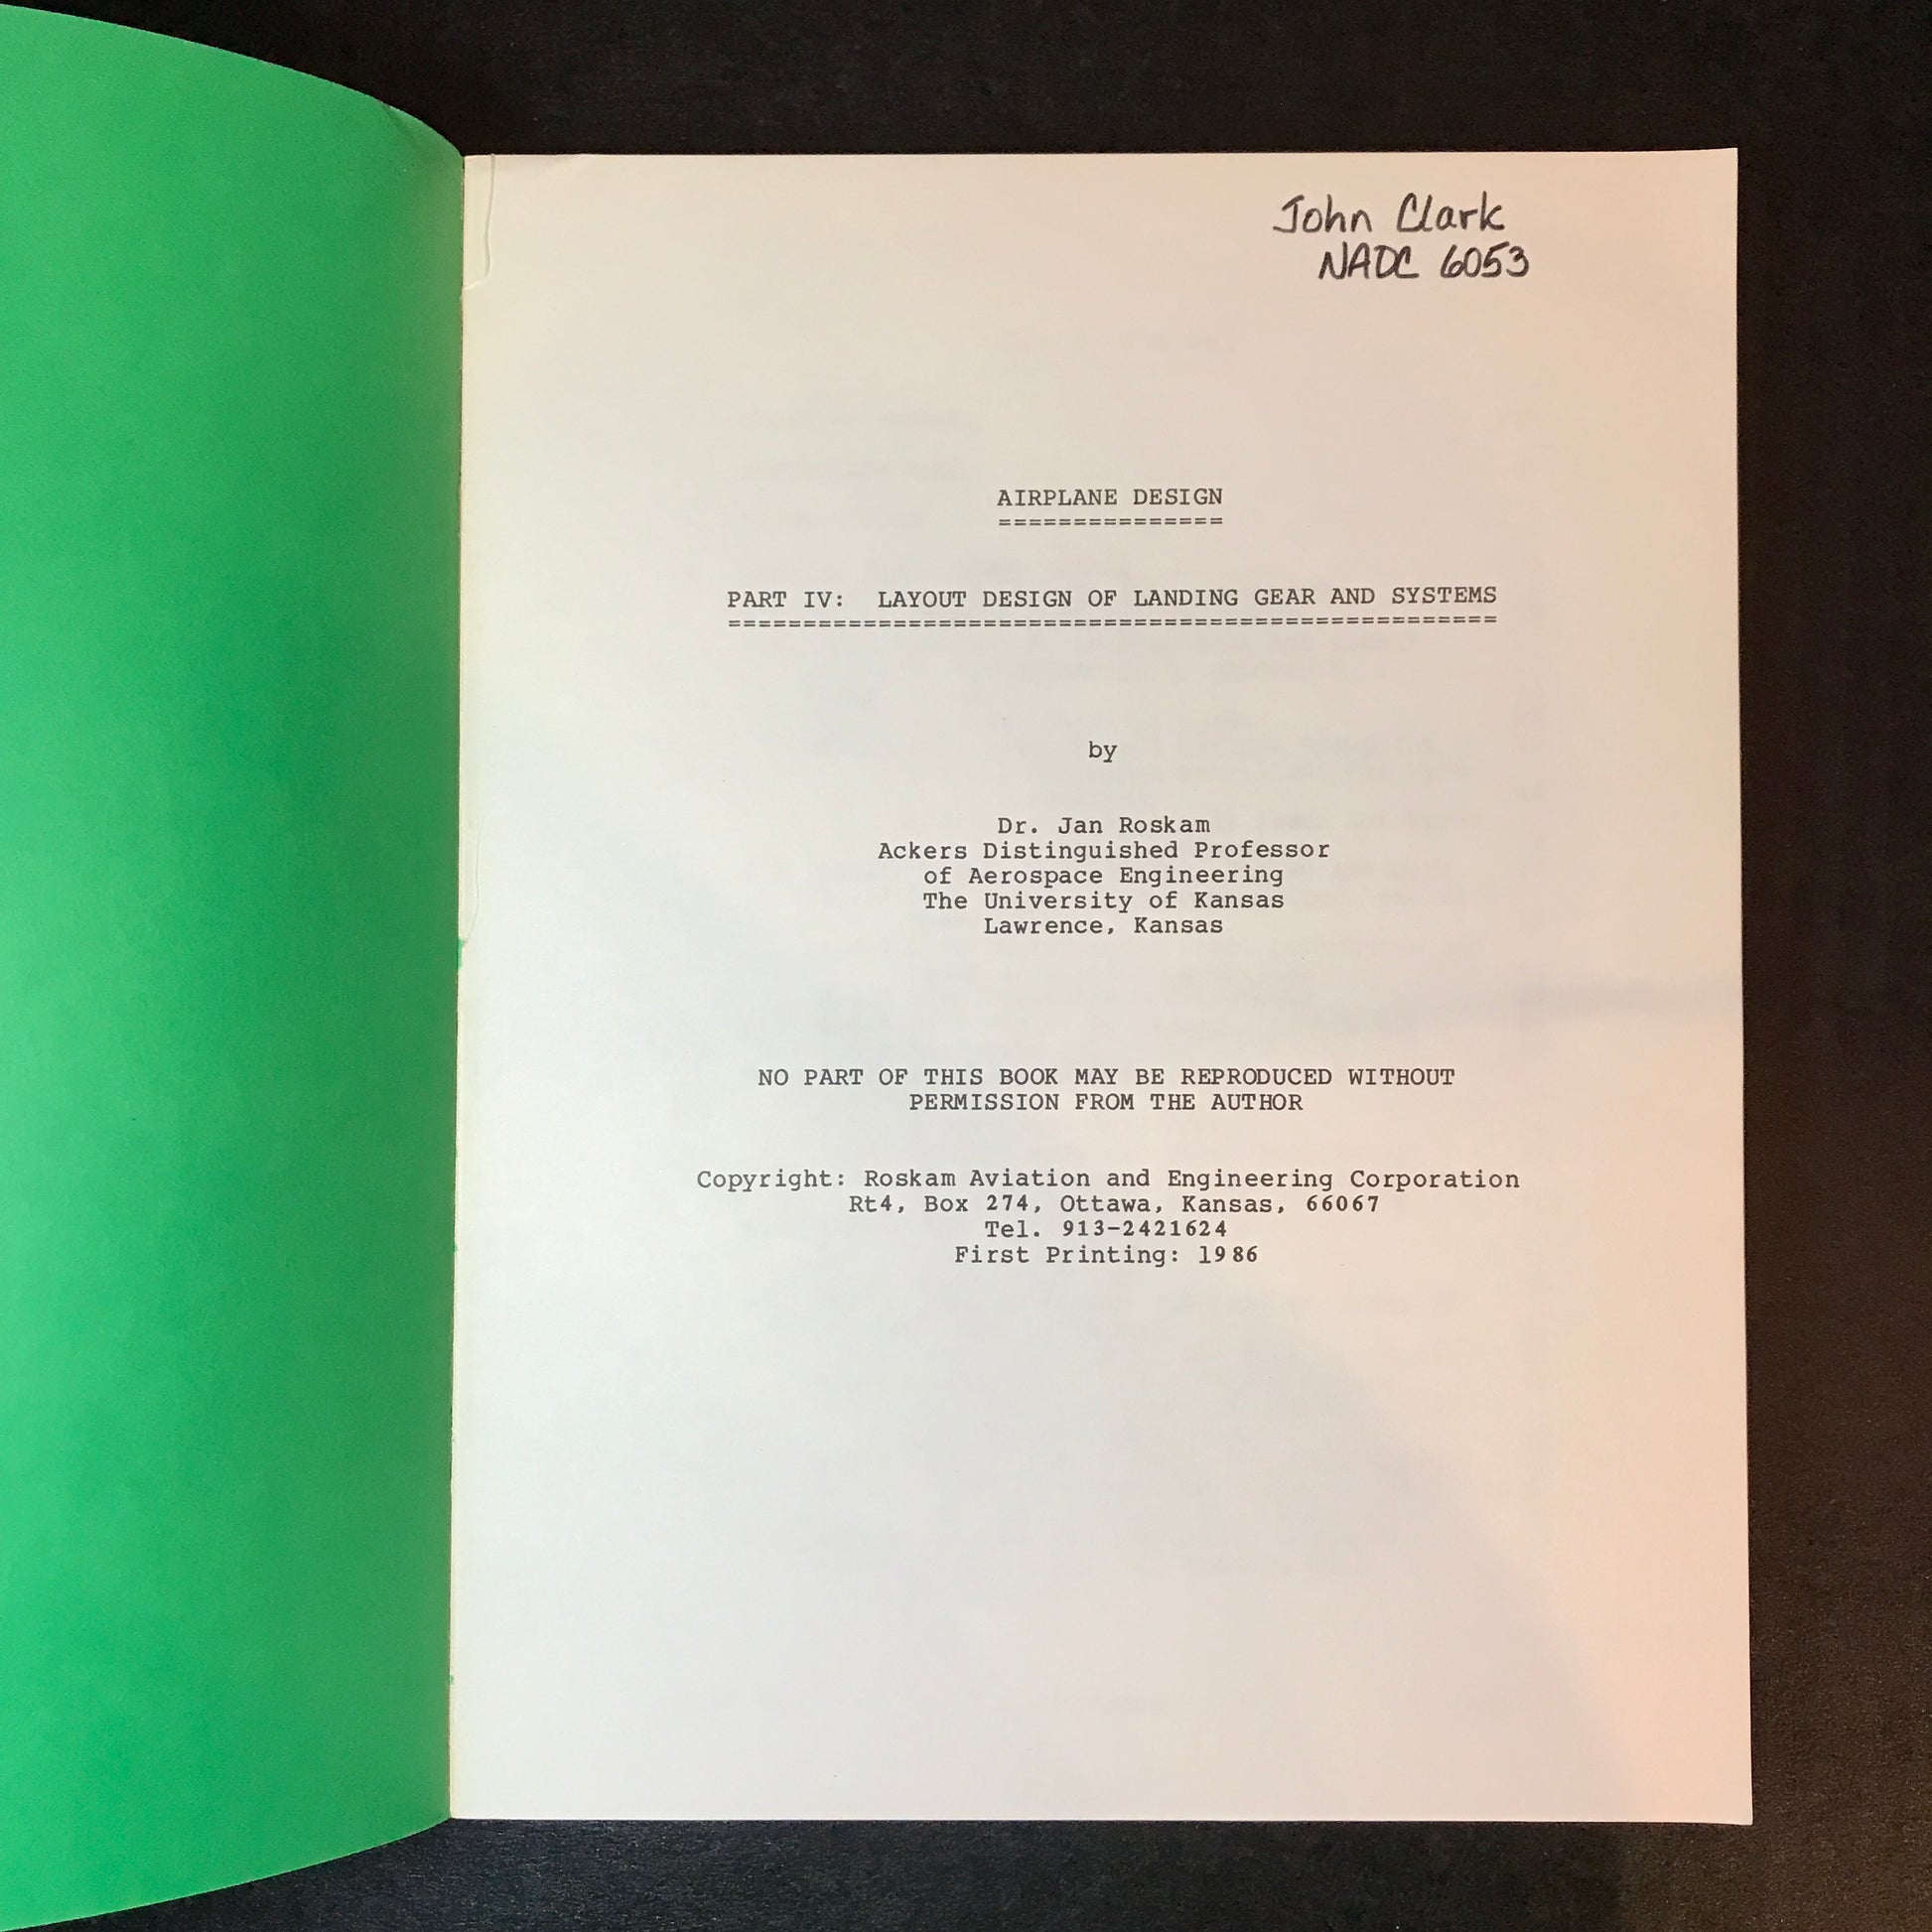 John Clark
NADC 6053
AIRPLANE DESIGN
===============
PART IV:  LAYOUT DESIGN OF LANDING GEAR AND SYSTEMS
===================================================
by
Dr. Jan Roskam
Ackers Distinguished Professor
of Aerospace Engineering
The University of Kansas
Lawrence, Kansas
NO PART OF THIS BOOK MAY BE REPRODUCED WITHOUT
PERMISSION FROM THE AUTHOR
Copyright: Roskam Aviation and Engineering Corporation
Rt4, Box 274, Ottawa, Kansas, 66067
Tel. 913-2421624
First Printing: 1986